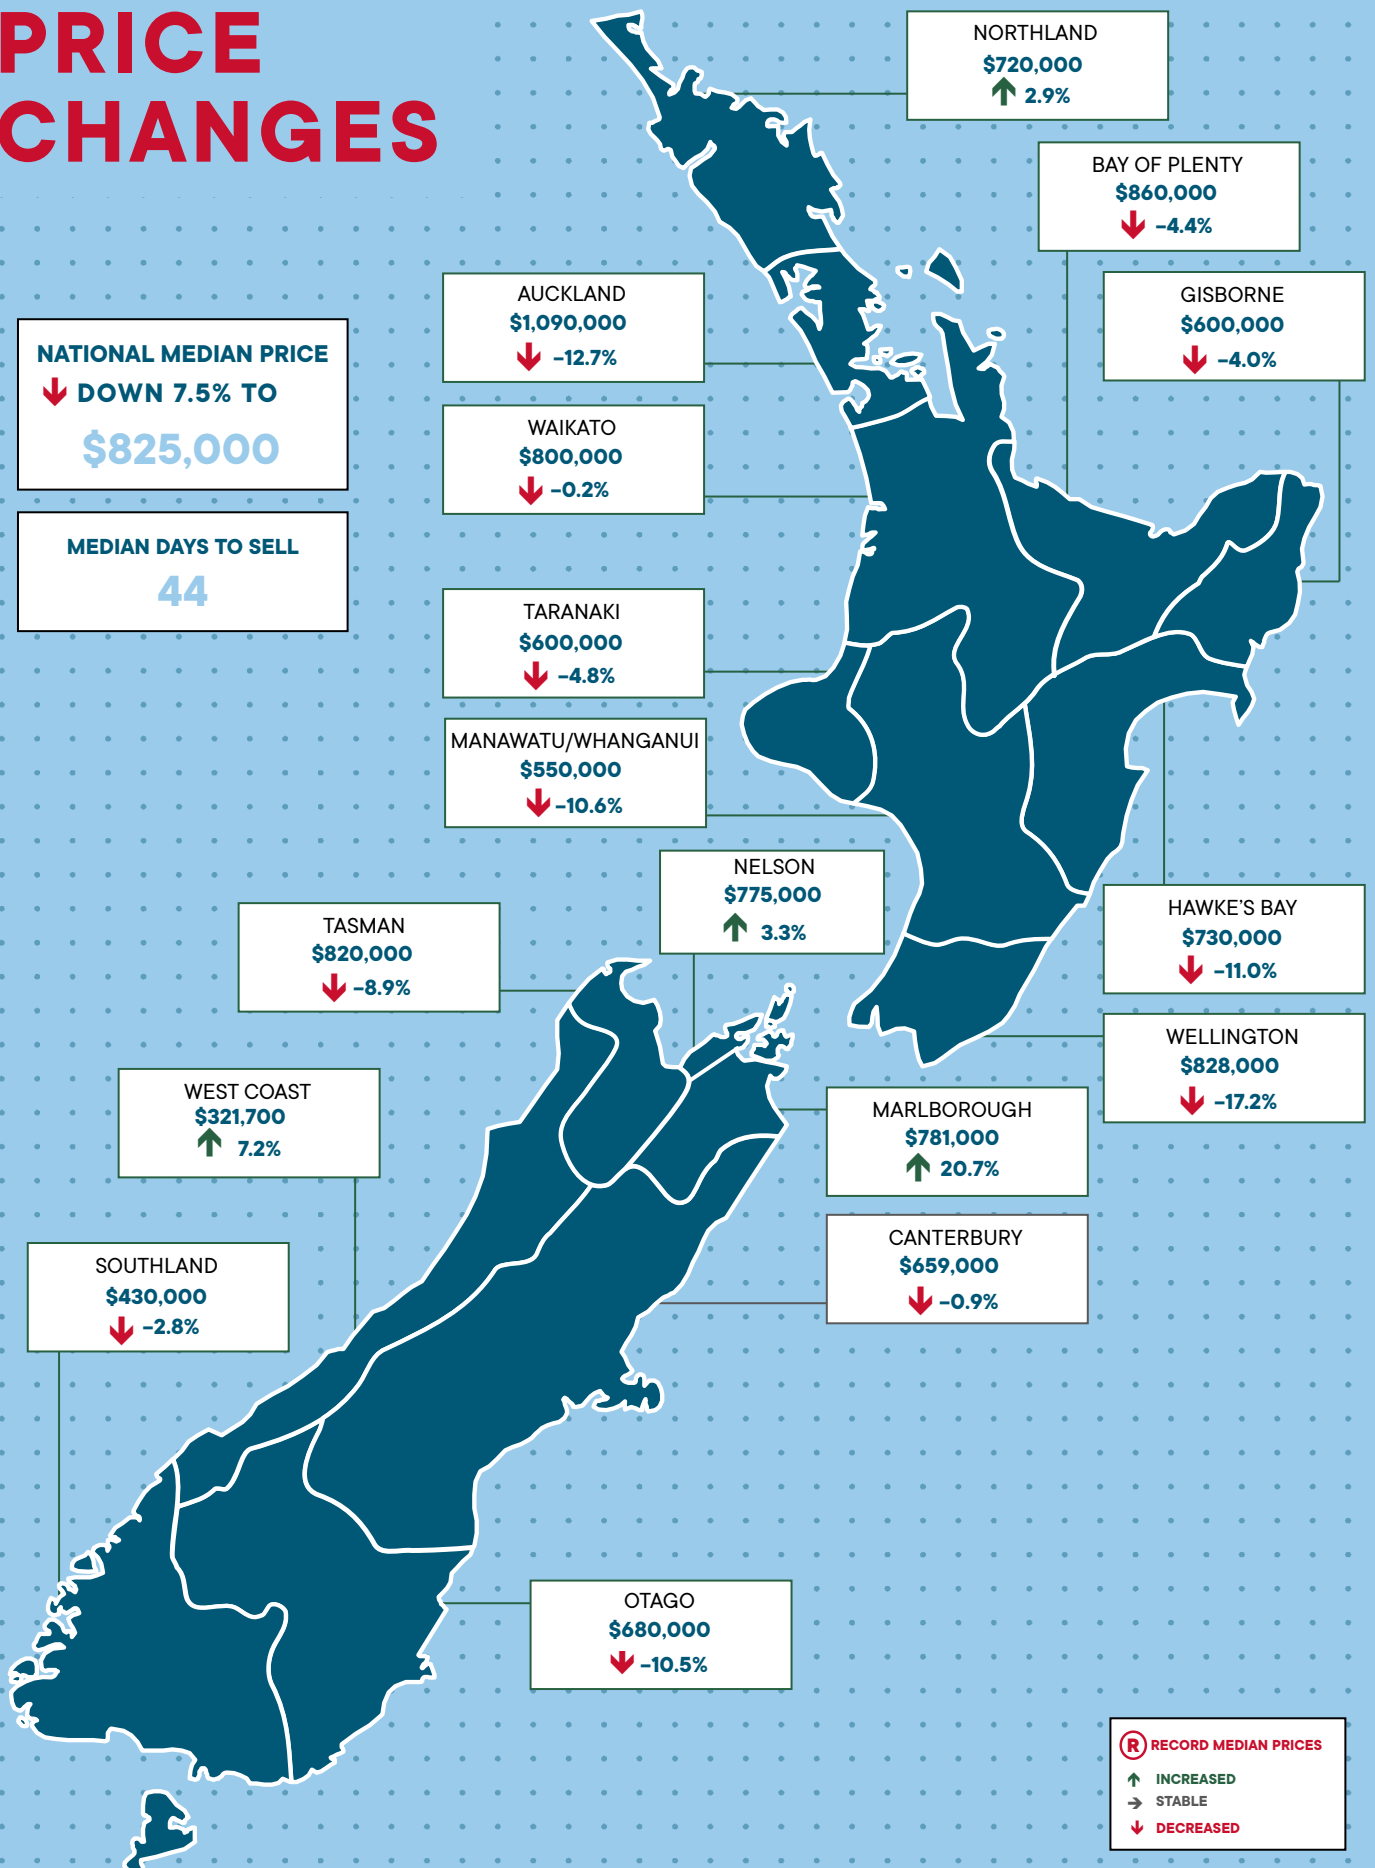 PRICE
CHANGES
NORTHLAND
$720,000
2.9%
BAY OF PLENTY
$860,000
-4.4%
GISBORNE
$600,000
-4.0%
AUCKLAND
$1,090,000
-12.7%
NATIONAL MEDIAN PRICE
DOWN 7.5% TO
$825,000
WAIKATO
$800,000
-0.2%
MEDIAN DAYS TO SELL
44
TARANAKI
$600,000
-4.8%
MANAWATU/WHANGANUI
$550,000
-10.6%
NELSON
$775,000
3.3%
HAWKE'S BAY
$730,000
-11.0%
TASMAN
$820,000
-8.9%
WELLINGTON
$828,000
-17.2%
WEST COAST
$321,700
7.2%
MARLBOROUGH
$781,000
20.7%
CANTERBURY
$659,000
-0.9%
SOUTHLAND
$430,000
-2.8%
OTAGO
$680,000
-10.5%
R RECORD MEDIAN PRICES
INCREASED
STABLE
DECREASED